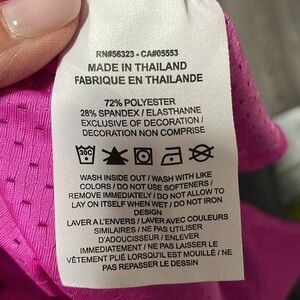 RN#56323 - CA#05553
MADE IN THAILAND
FABRIQUE EN THAILANDE
72% POLYESTER
28% SPANDEX / ELASTHANNE
EXCLUSIVE OF DECORATION /
DECORATION NON COMPRISE
30C
WASH INSIDE OUT / WASH WITH LIKE
COLORS / DO NOT USE SOFTENERS /
REMOVE IMMEDIATELY / DO NOT ALLOW TO
LAY ON ITSELF WHEN WET / DO NOT IRON
DESIGN
LAVER A L'ENVERS / LAVER AVEC COULEURS
SIMILAIRES / NE PAS UTILISER
D'ADOUCISSEUR / ENLEVER
IMMEDIATEMENT / NE PAS LAISSER LE
VÊTEMENT PLIÉ LORSQU'IL EST MOUILLÉ / NE
PAS REPASSER LE DESSIN